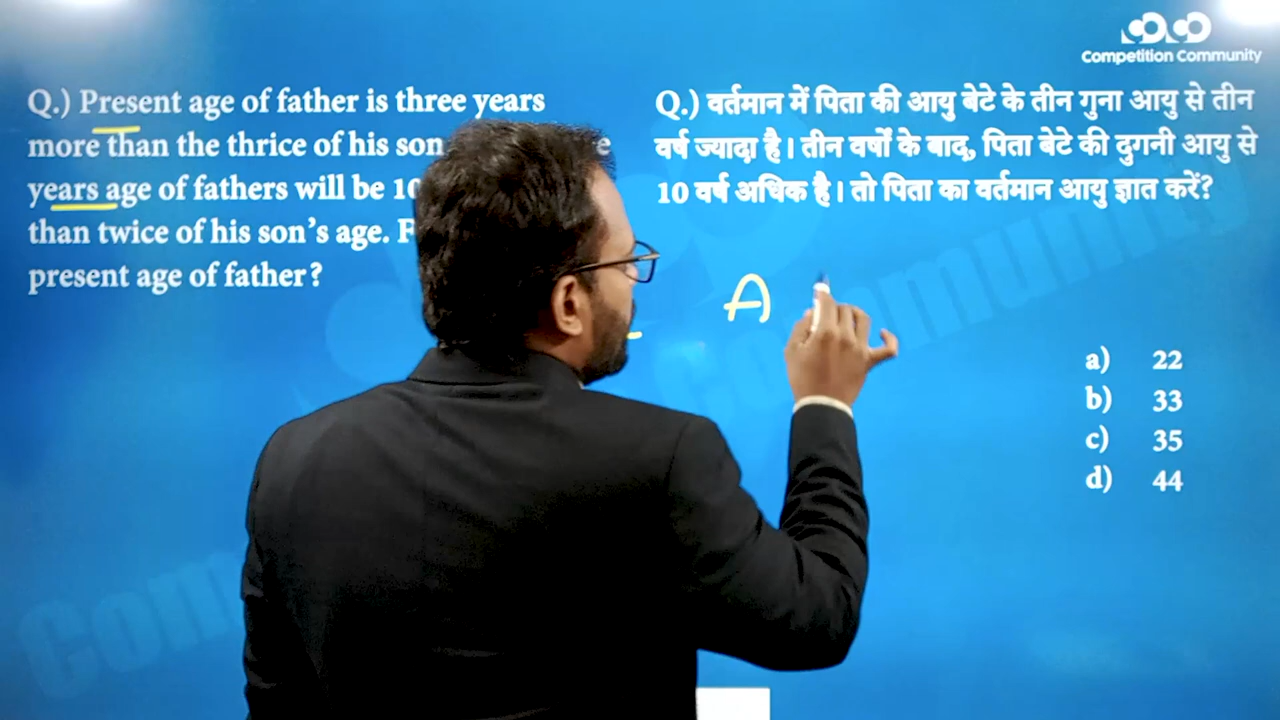 Competition Community
Q.) Present age of father is three years
more than the thrice of his son
years age of fathers will be 10
than twice of his son's age.
present age of father?
Q.) वर्तमान में पिता की आयु बेटे के तीन गुना आयु से तीन
वर्ष ज्यादा है। तीन वर्षों के बाद, पिता बेटे की दुगनी आयु से
10 वर्ष अधिक है। तो पिता का वर्तमान आयु ज्ञात करें?
A
a) 22
b) 33
c) 35
d) 44
Community